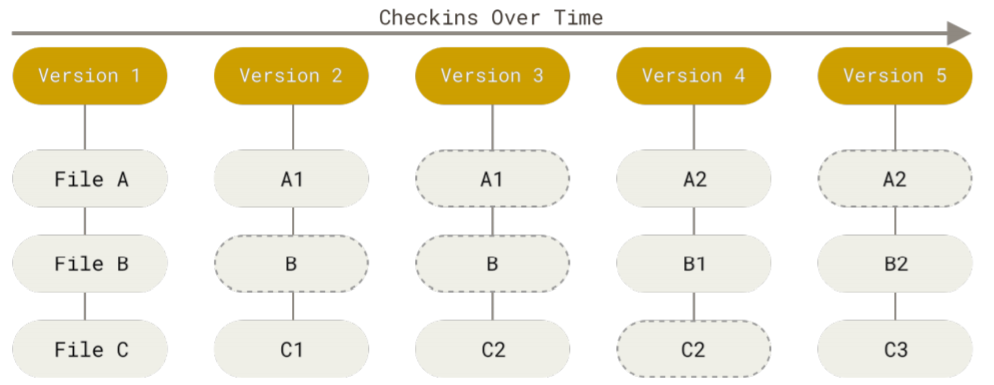 Checkins Over Time
Version 1 Version 2 Version 3 Version 4 Version 5
File A A1 A1 A2 A2
File B B B B1 B2
File C C1 C2 C2 C3